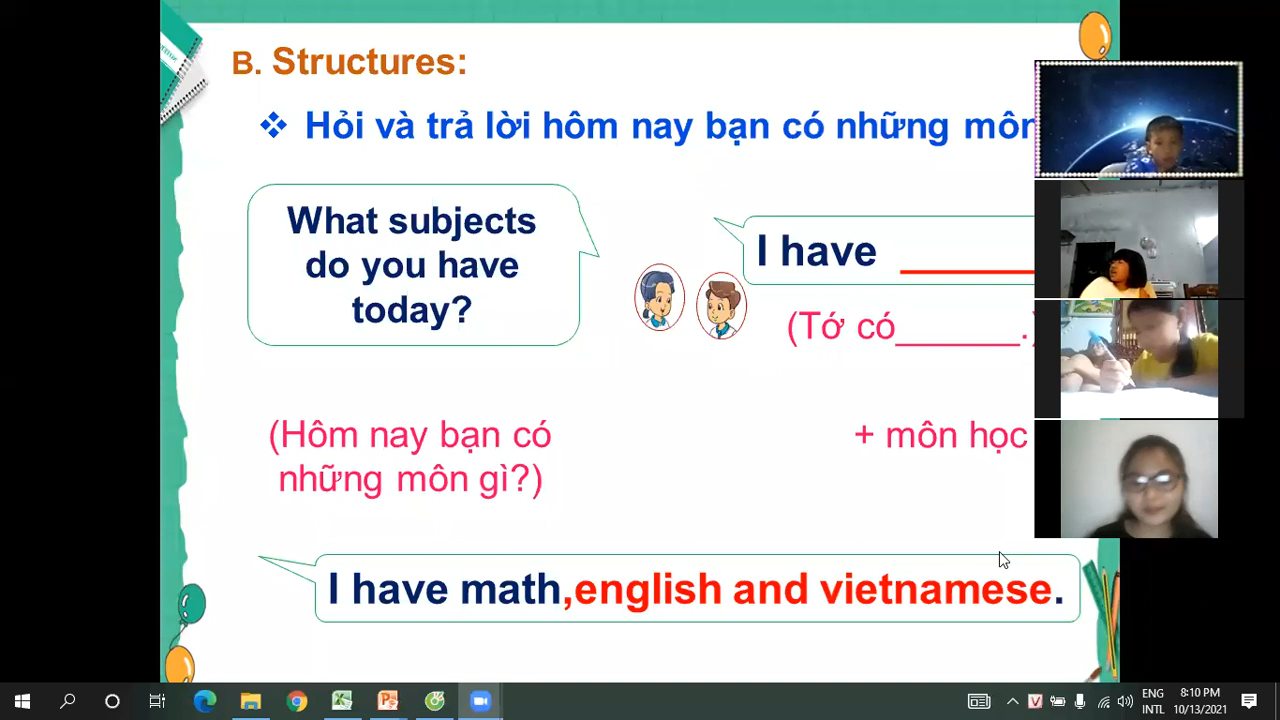 B. Structures:
❖ Hỏi và trả lời hôm nay bạn có những môn
What subjects
do you have
today?
I have ______
(Tớ có_______.)
(Hôm nay bạn có
những môn gì?)
+ môn học
I have math,english and vietnamese.
ENG
INTL
8:10 PM
10/13/2021